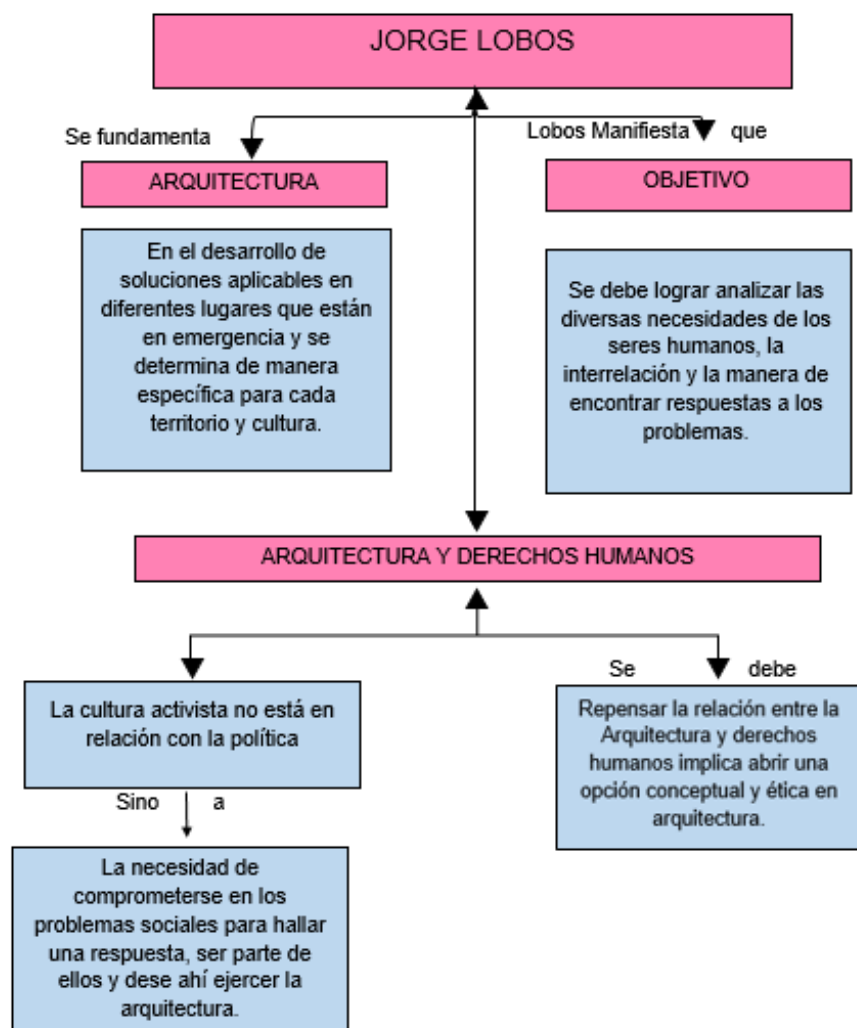 JORGE LOBOS
Se fundamenta
Lobos Manifiesta que
ARQUITECTURA
OBJETIVO
En el desarrollo de
soluciones aplicables en
diferentes lugares que están
en emergencia y se
determina de manera
específica para cada
territorio y cultura.
Se debe lograr analizar las
diversas necesidades de los
seres humanos, la
interrelación y la manera de
encontrar respuestas a los
problemas.
ARQUITECTURA Y DERECHOS HUMANOS
La cultura activista no está en
relación con la política
Sino a
La necesidad de
comprometerse en los
problemas sociales para hallar
una respuesta, ser parte de
ellos y dese ahí ejercer la
arquitectura.
Se debe
Repensar la relación entre la
Arquitectura y derechos
humanos implica abrir una
opción conceptual y ética en
arquitectura.